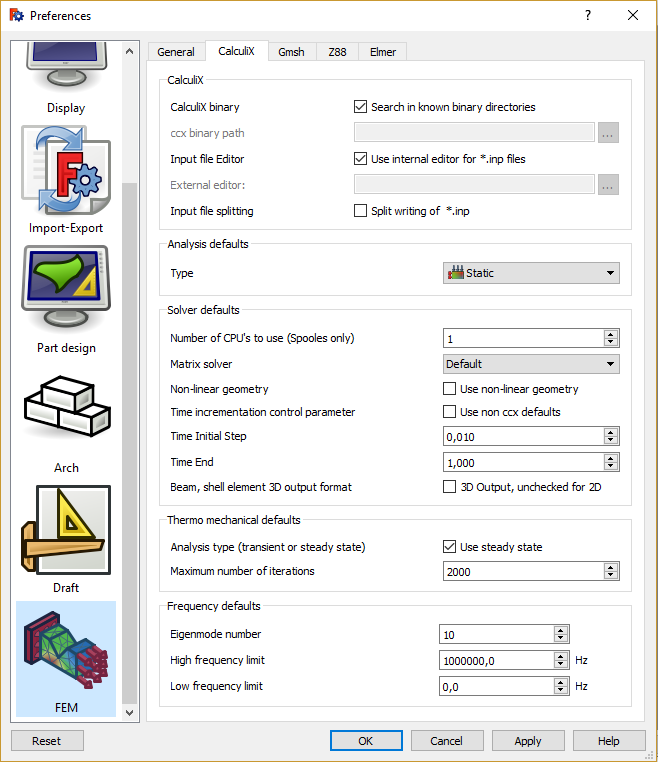 Preferences
?
Display
Import-Export
Part design
Arch
Draft
FEM
General CalculiX Gmsh Z88 Elmer
CalculiX
CalculiX binary Search in known binary directories
ccx binary path ...
Input file Editor Use internal editor for *.inp files
External editor: ...
Input file splitting Split writing of *.inp
Analysis defaults
Type Static
Solver defaults
Number of CPU's to use (Spooles only) 1
Matrix solver Default
Non-linear geometry Use non-linear geometry
Time incrementation control parameter Use non ccx defaults
Time Initial Step 0,010
Time End 1,000
Beam, shell element 3D output format 3D Output, unchecked for 2D
Thermo mechanical defaults
Analysis type (transient or steady state) Use steady state
Maximum number of iterations 2000
Frequency defaults
Eigenmode number 10
High frequency limit 1000000,0 Hz
Low frequency limit 0,0 Hz
Reset OK Cancel Apply Help